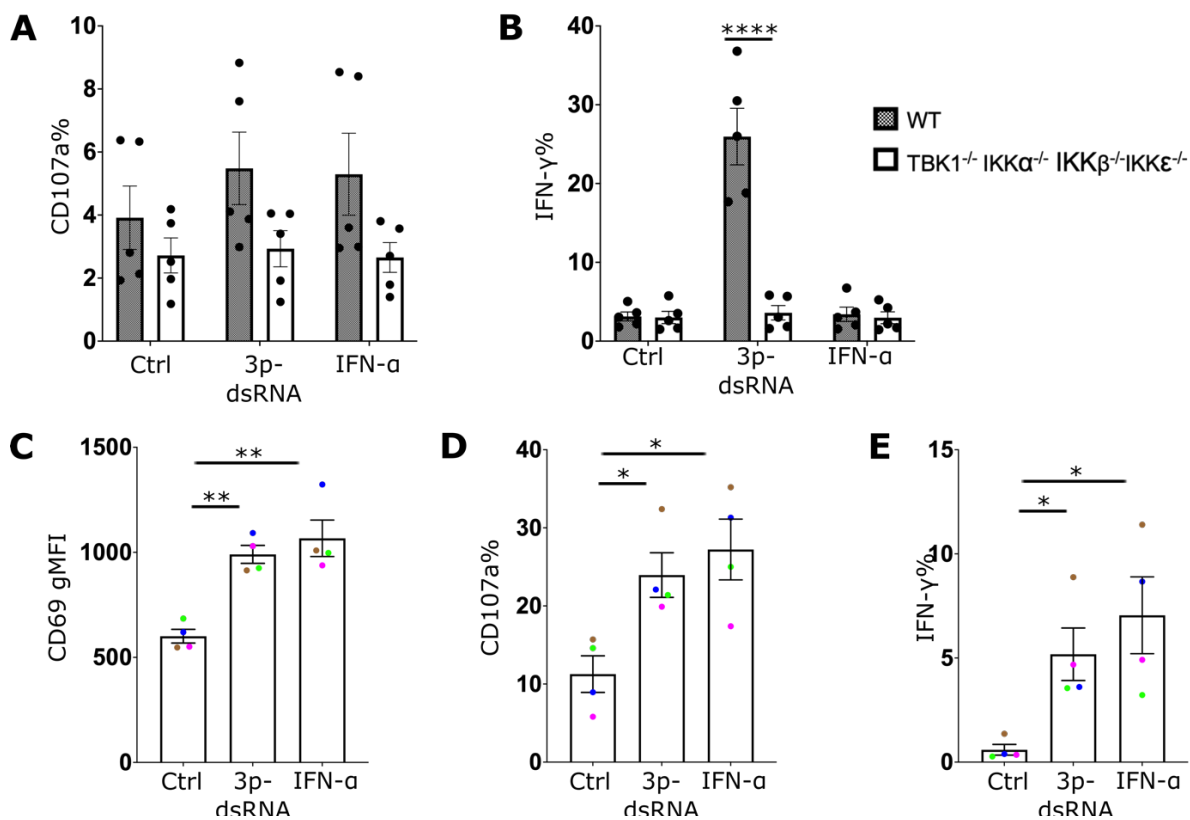 A
CD107a%
10
8
6
4
2
0
Ctrl
3p-
dsRNA
IFN-α
B
IFN-γ%
40
30
20
10
0
****
Ctrl
3p-
dsRNA
IFN-α
WT
TBK1-/- IKKα-/- IKKβ-/-IKKε-/-
C
CD69 gMFI
1500
1000
500
0
**
**
Ctrl
3p-
dsRNA
IFN-α
D
CD107a%
40
30
20
10
0
*
*
Ctrl
3p-
dsRNA
IFN-α
E
IFN-γ%
15
10
5
0
*
*
Ctrl
3p-
dsRNA
IFN-α